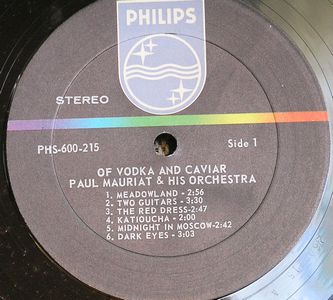 PHILIPS
STEREO
PHS-600-215 Side 1
OF VODKA AND CAVIAR
PAUL MAURIAT & HIS ORCHESTRA
1. MEADOWLAND - 2:56
2. TWO GUITARS - 3:30
3. THE RED DRESS-2:47
4. KATIOUCHA - 2:00
5. MIDNIGHT IN MOSCOW-2:42
6. DARK EYES - 3:03